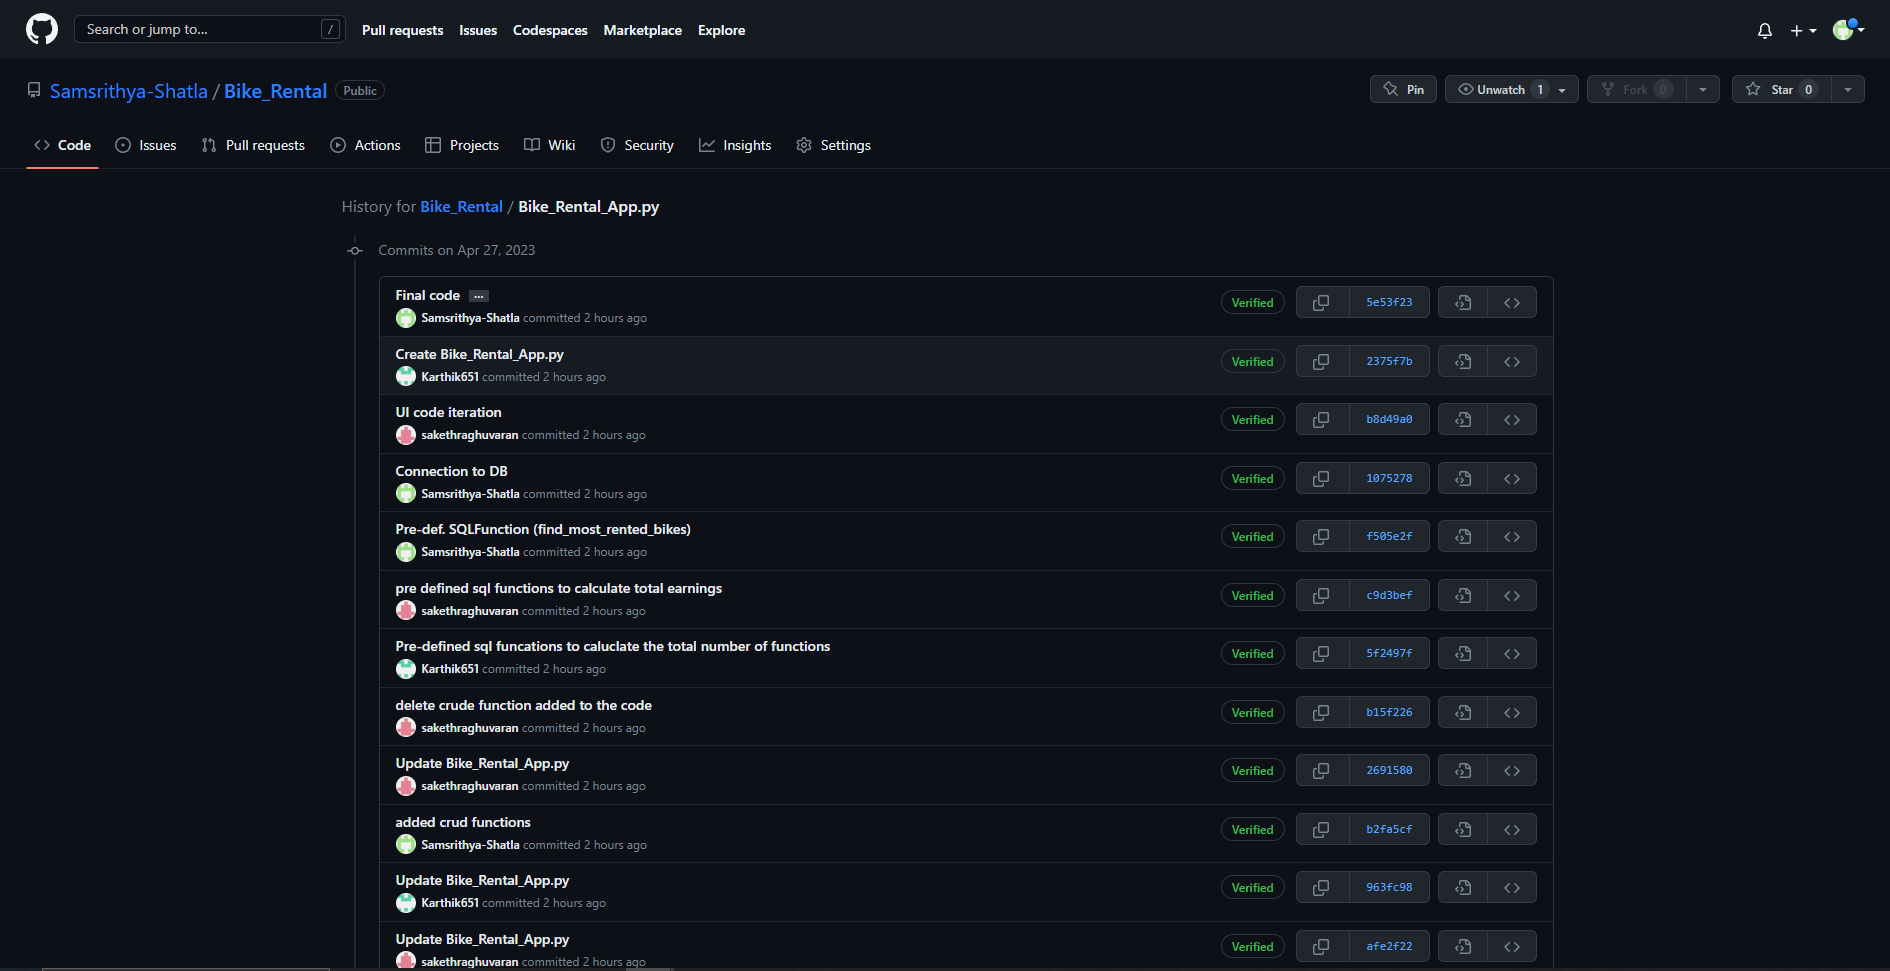 Search or jump to... /
Pull requests Issues Codespaces Marketplace Explore
Samsrithya-Shatla / Bike_Rental Public
Pin Unwatch 1 Fork 0 Star 0
Code Issues Pull requests Actions Projects Wiki Security Insights Settings
History for Bike_Rental / Bike_Rental_App.py
Commits on Apr 27, 2023
Final code ...
Verified 5e53f23
Samsrithya-Shatla committed 2 hours ago
Create Bike_Rental_App.py
Verified 2375f7b
Karthik651 committed 2 hours ago
UI code iteration
Verified b8d49a0
sakethraghuvaran committed 2 hours ago
Connection to DB
Verified 1075278
Samsrithya-Shatla committed 2 hours ago
Pre-def. SQLFunction (find_most_rented_bikes)
Verified f505e2f
Samsrithya-Shatla committed 2 hours ago
pre defined sql functions to calculate total earnings
Verified c9d3bef
sakethraghuvaran committed 2 hours ago
Pre-defined sql funcations to caluclate the total number of functions
Verified 5f2497f
Karthik651 committed 2 hours ago
delete crude function added to the code
Verified b15f226
sakethraghuvaran committed 2 hours ago
Update Bike_Rental_App.py
Verified 2691580
sakethraghuvaran committed 2 hours ago
added crud functions
Verified b2fa5cf
Samsrithya-Shatla committed 2 hours ago
Update Bike_Rental_App.py
Verified 963fc98
Karthik651 committed 2 hours ago
Update Bike_Rental_App.py
Verified afe2f22
sakethraghuvaran committed 2 hours ago